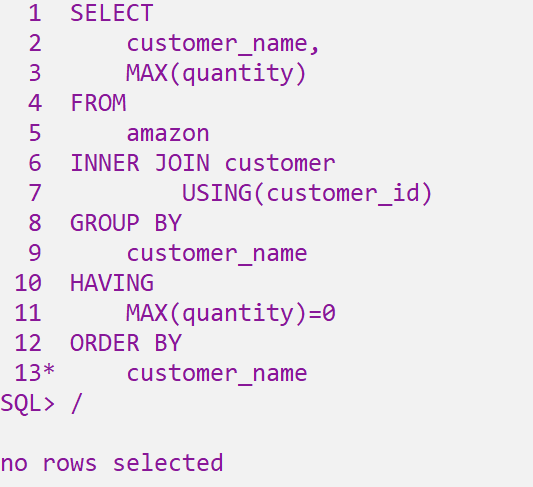 1 SELECT
2 customer_name,
3 MAX(quantity)
4 FROM
5 amazon
6 INNER JOIN customer
7 USING(customer_id)
8 GROUP BY
9 customer_name
10 HAVING
11 MAX(quantity)=0
12 ORDER BY
13* customer_name
SQL> /
no rows selected